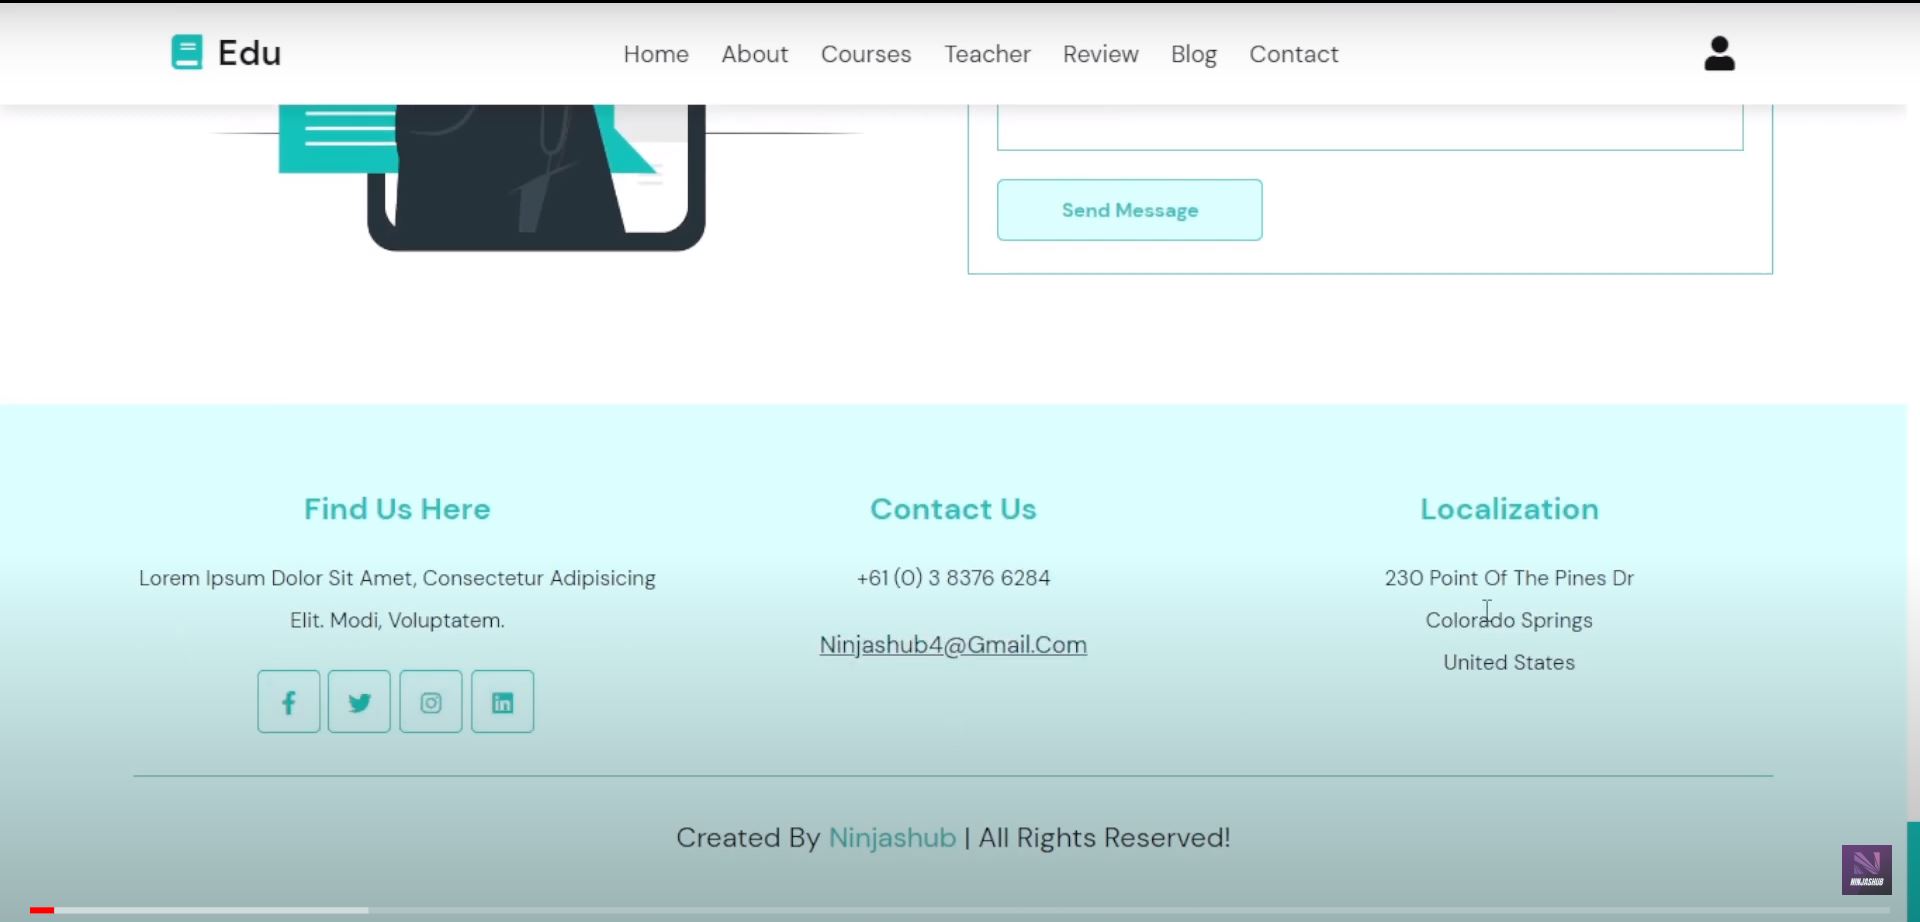 Edu
Home About Courses Teacher Review Blog Contact
Send Message
Find Us Here
Lorem Ipsum Dolor Sit Amet, Consectetur Adipisicing
Elit. Modi, Voluptatem.
Contact Us
+61 (0) 3 8376 6284
Ninjashub4@Gmail.Com
Localization
230 Point Of The Pines Dr
Colorado Springs
United States
Created By Ninjashub | All Rights Reserved!
NINJASHUB